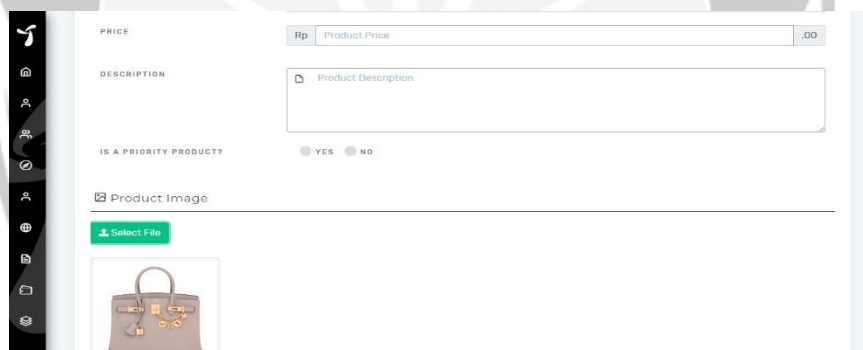 PRICE
Rp Product Price .00
DESCRIPTION
Product Description
IS A PRIORITY PRODUCT?
YES NO
Product Image
Select File